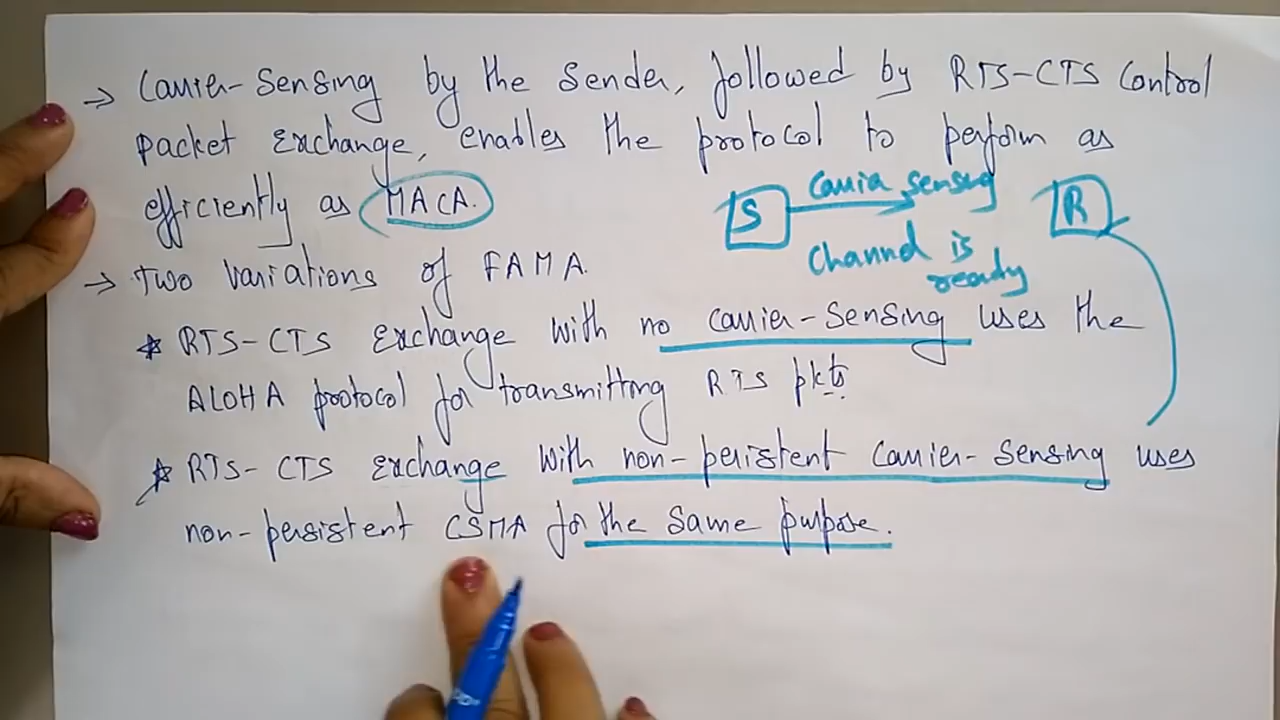 → Carrier-Sensing by the Sender, followed by RTS-CTS Control
packet Exchange, enables the protocol to perform as
efficiently as MACA.
S carrier sensing R
Channel is
ready
→ Two variations of FAMA.
* RTS-CTS Exchange with no carrier-Sensing uses the
ALOHA protocol for transmitting RTS pkts.
* RTS-CTS Exchange with non-persistent carrier-Sensing uses
non-persistent CSMA for the same purpose.